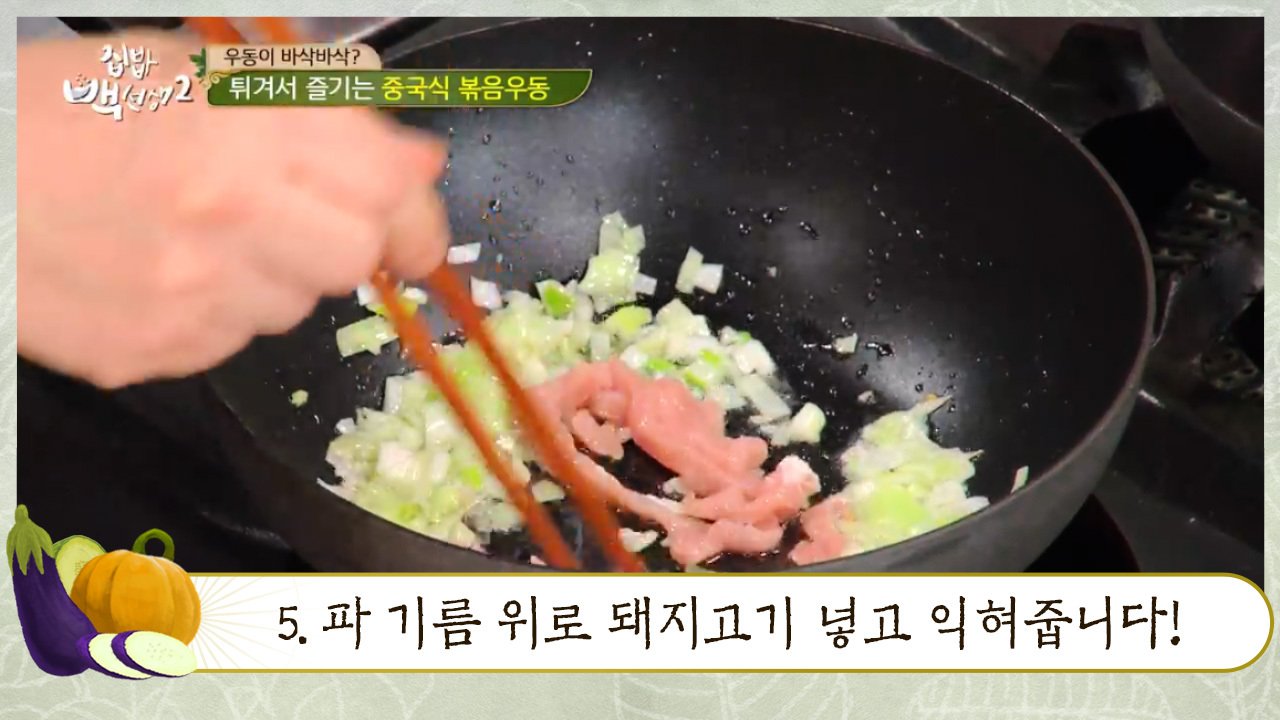 집밥
백선생2
우동이 바삭바삭?
튀겨서 즐기는 중국식 볶음우동
5. 파 기름 위로 돼지고기 넣고 익혀줍니다!